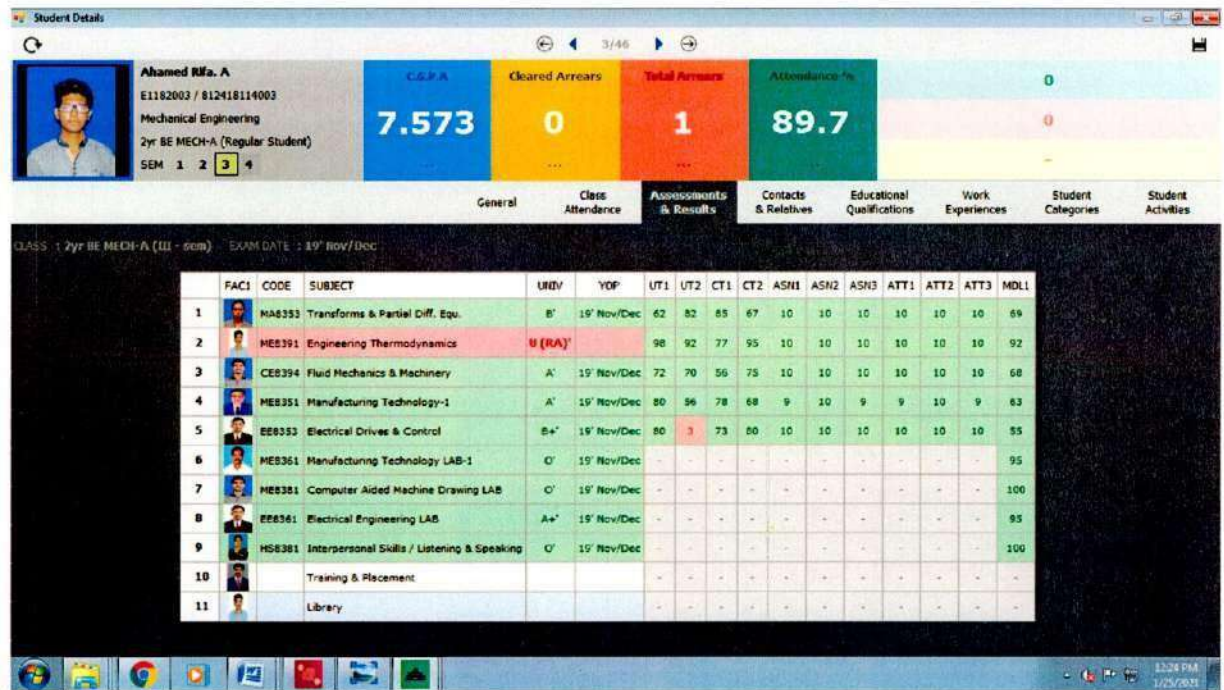 Student Details
3/46
Ahamed Rifa. A
E1182003 / 812418114003
Mechanical Engineering
2yr BE MECH-A (Regular Student)
SEM 1 2 3 4
C.G.P.A
7.573
...
Cleared Arrears
0
...
Total Arrears
1
...
Attendance %
89.7
0
0
-
General
Class Attendance
Assessments & Results
Contacts & Relatives
Educational Qualifications
Work Experiences
Student Categories
Student Activities
CLASS : 2yr BE MECH-A (III - sem) EXAM DATE : 19' Nov/Dec
FAC1 CODE SUBJECT UNIV YOP UT1 UT2 CT1 CT2 ASN1 ASN2 ASN3 ATT1 ATT2 ATT3 MDL1
1 MA8353 Transforms & Partial Diff. Equ. B' 19' Nov/Dec 62 82 85 67 10 10 10 10 10 10 69
2 ME8391 Engineering Thermodynamics U (RA)' 98 92 77 95 10 10 10 10 10 10 92
3 CE8394 Fluid Mechanics & Machinery A' 19' Nov/Dec 72 70 56 75 10 10 10 10 10 10 68
4 ME8351 Manufacturing Technology-1 A' 19' Nov/Dec 80 56 78 68 9 10 9 9 10 9 63
5 EE8353 Electrical Drives & Control B+' 19' Nov/Dec 80 3 73 80 10 10 10 10 10 10 55
6 ME8361 Manufacturing Technology LAB-1 O' 19' Nov/Dec - - - - - - - - - - 95
7 ME8381 Computer Aided Machine Drawing LAB O' 19' Nov/Dec - - - - - - - - - - 100
8 EE8361 Electrical Engineering LAB A+' 19' Nov/Dec - - - - - - - - - - 95
9 HS8381 Interpersonal Skills / Listening & Speaking O' 19' Nov/Dec - - - - - - - - - - 100
10 Training & Placement - - - - - - - - - - -
11 Library - - - - - - - - - - -
12:24 PM
1/25/2021